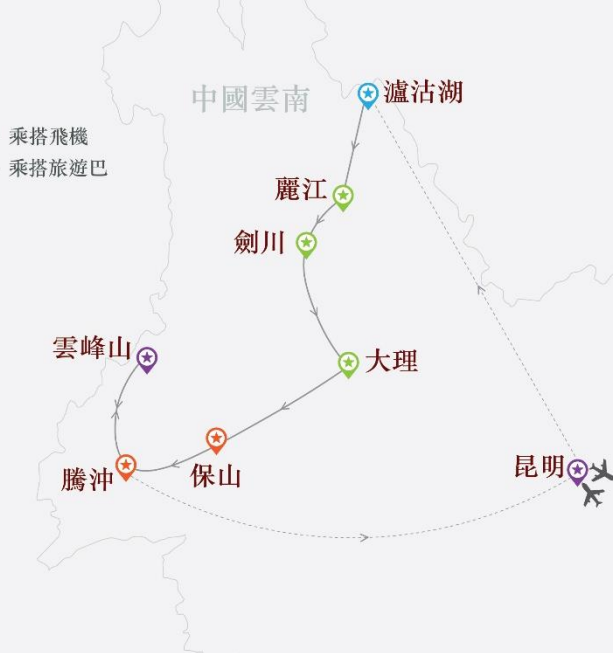 中國雲南
瀘沽湖
乘搭飛機
乘搭旅遊巴
麗江
劍川
雲峰山
大理
騰沖
保山
昆明